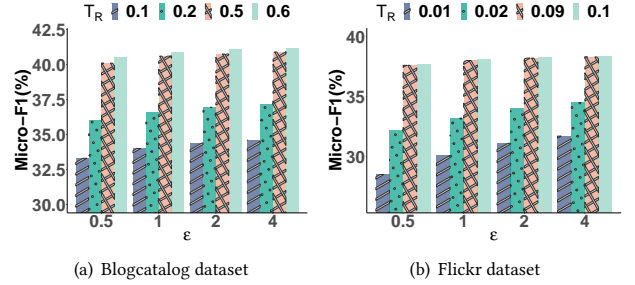 T_R 0.1 0.2 0.5 0.6
Micro−F1(%)
42.5
40.0
37.5
35.0
32.5
30.0
0.5 1 2 4
ε
(a) Blogcatalog dataset
T_R 0.01 0.02 0.09 0.1
Micro−F1(%)
40
35
30
0.5 1 2 4
ε
(b) Flickr dataset